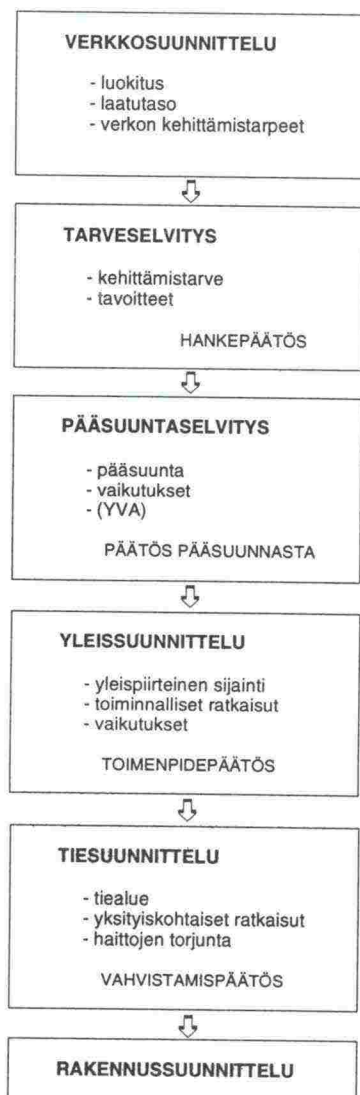 VERKKOSUUNNITTELU
- luokitus
- laatutaso
- verkon kehittämistarpeet
TARVESELVITYS
- kehittämistarve
- tavoitteet
HANKEPÄÄTÖS
PÄÄSUUNTASELVITYS
- pääsuunta
- vaikutukset
- (YVA)
PÄÄTÖS PÄÄSUUNNASTA
YLEISSUUNNITTELU
- yleispiirteinen sijainti
- toiminnalliset ratkaisut
- vaikutukset
TOIMENPIDEPÄÄTÖS
TIESUUNNITTELU
- tiealue
- yksityiskohtaiset ratkaisut
- haittojen torjunta
VAHVISTAMISPÄÄTÖS
RAKENNUSSUUNNITTELU